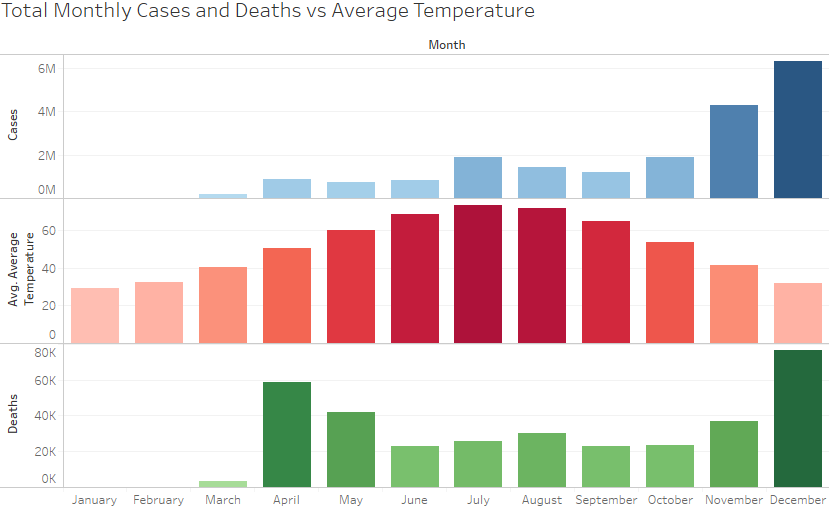 Total Monthly Cases and Deaths vs Average Temperature
Month
Cases
6M
4M
2M
0M
Avg. Average
Temperature
60
40
20
0
Deaths
80K
60K
40K
20K
0K
January February March April May June July August September October November December